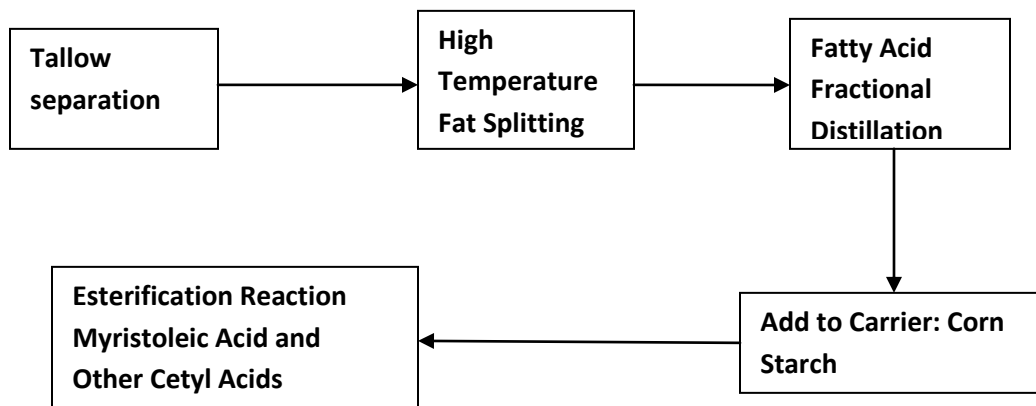 Tallow
separation
High
Temperature
Fat Splitting
Fatty Acid
Fractional
Distillation
Add to Carrier: Corn
Starch
Esterification Reaction
Myristoleic Acid and
Other Cetyl Acids